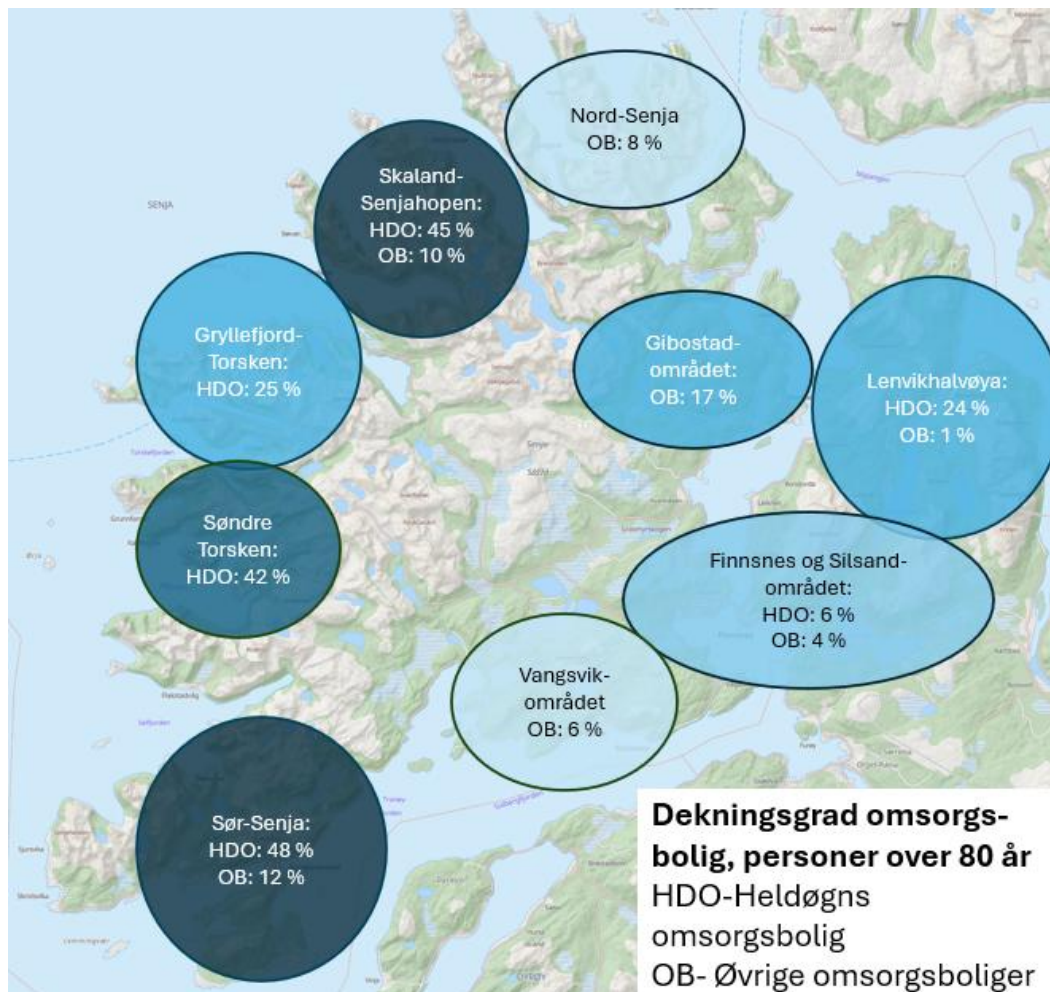 Nord-Senja
OB: 8 %
Skaland-
Senjahopen:
HDO: 45 %
OB: 10 %
SENJA
Gryllefjord-
Torsken:
HDO: 25 %
Gibostad-
området:
OB: 17 %
Lenvikhalvøya:
HDO: 24 %
OB: 1 %
Søndre
Torsken:
HDO: 42 %
Finnsnes og Silsand-
området:
HDO: 6 %
OB: 4 %
Vangsvik-
området
OB: 6 %
Sør-Senja:
HDO: 48 %
OB: 12 %
Dekningsgrad omsorgs-
bolig, personer over 80 år
HDO-Heldøgns
omsorgsbolig
OB- Øvrige omsorgsboliger